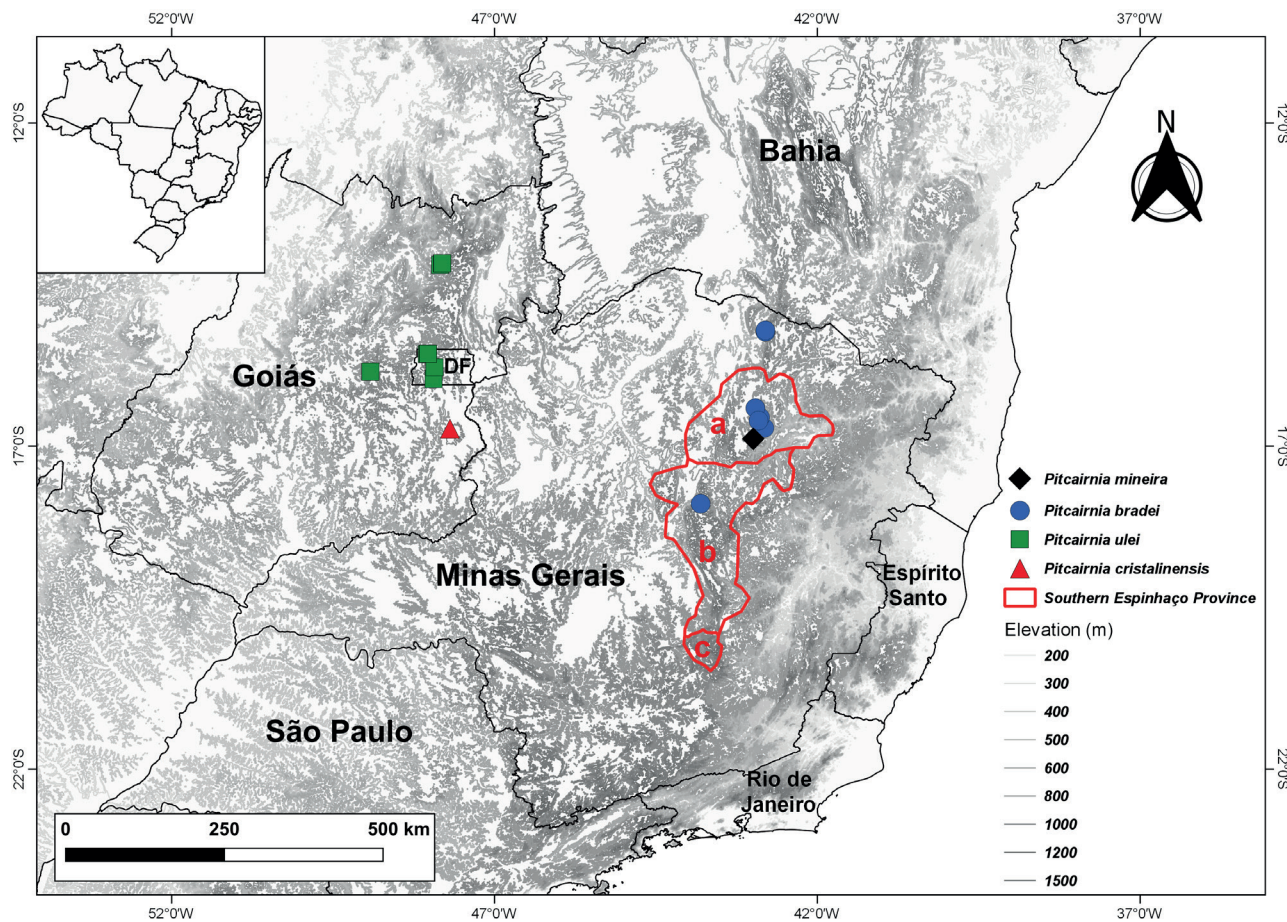 52°0'W 47°0'W 42°0'W 37°0'W
12°0'S 12°0'S
N
Bahia
Goiás
DF
a
17°0'S 17°0'S
Pitcairnia mineira
Pitcairnia bradei
Pitcairnia ulei
Pitcairnia cristalinensis
Southern Espinhaço Province
b
Minas Gerais
Espírito
Santo
c
Elevation (m)
200
300
400
500
600
800
1000
1200
1500
São Paulo
22°0'S 22°0'S
Rio de
Janeiro
0 250 500 km
52°0'W 47°0'W 42°0'W 37°0'W